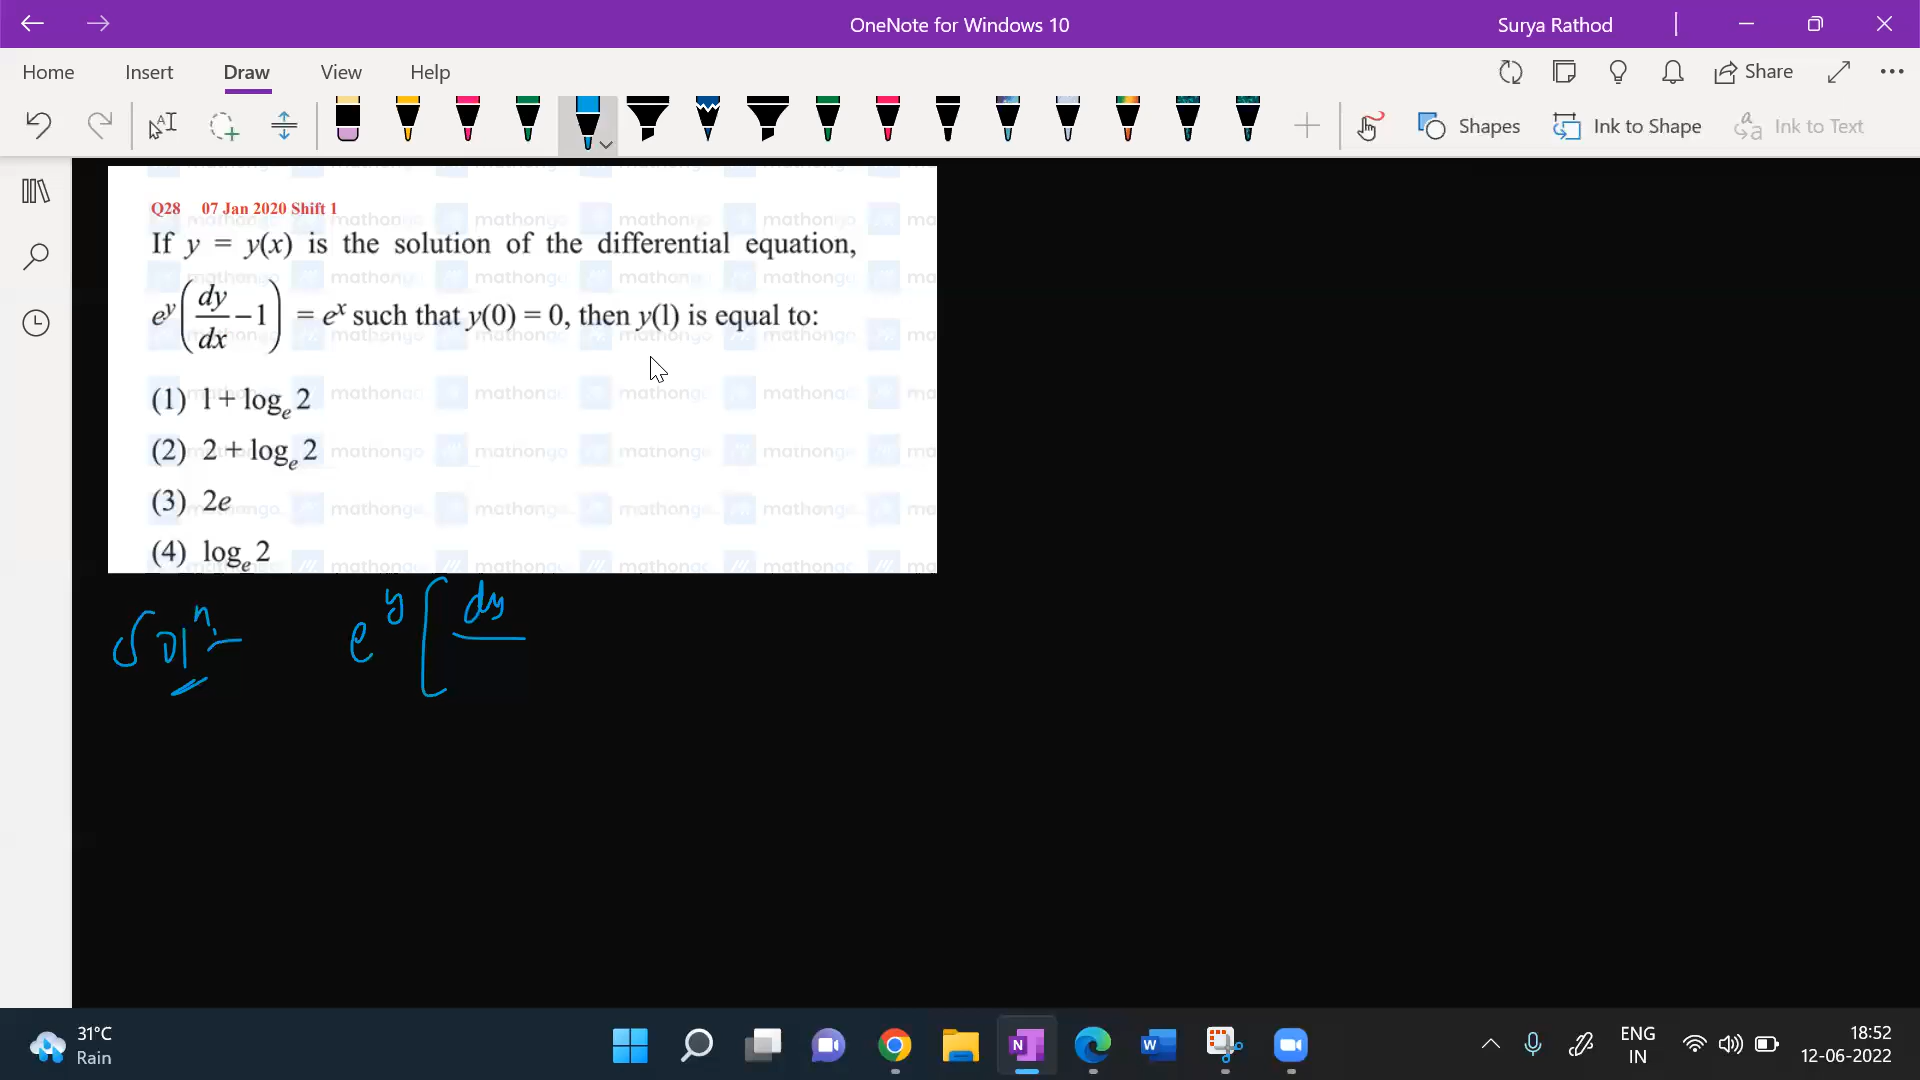 OneNote for Windows 10
Surya Rathod
Home Insert Draw View Help
Share
Shapes Ink to Shape Ink to Text
Q28 07 Jan 2020 Shift 1
If y = y(x) is the solution of the differential equation,
e^y(dy/dx − 1) = e^x such that y(0) = 0, then y(1) is equal to:
(1) 1 + log_e 2
(2) 2 + log_e 2
(3) 2e
(4) log_e 2
mathongo
Sol^n:-
e^y [ dy
31°C
Rain
ENG
IN
18:52
12-06-2022